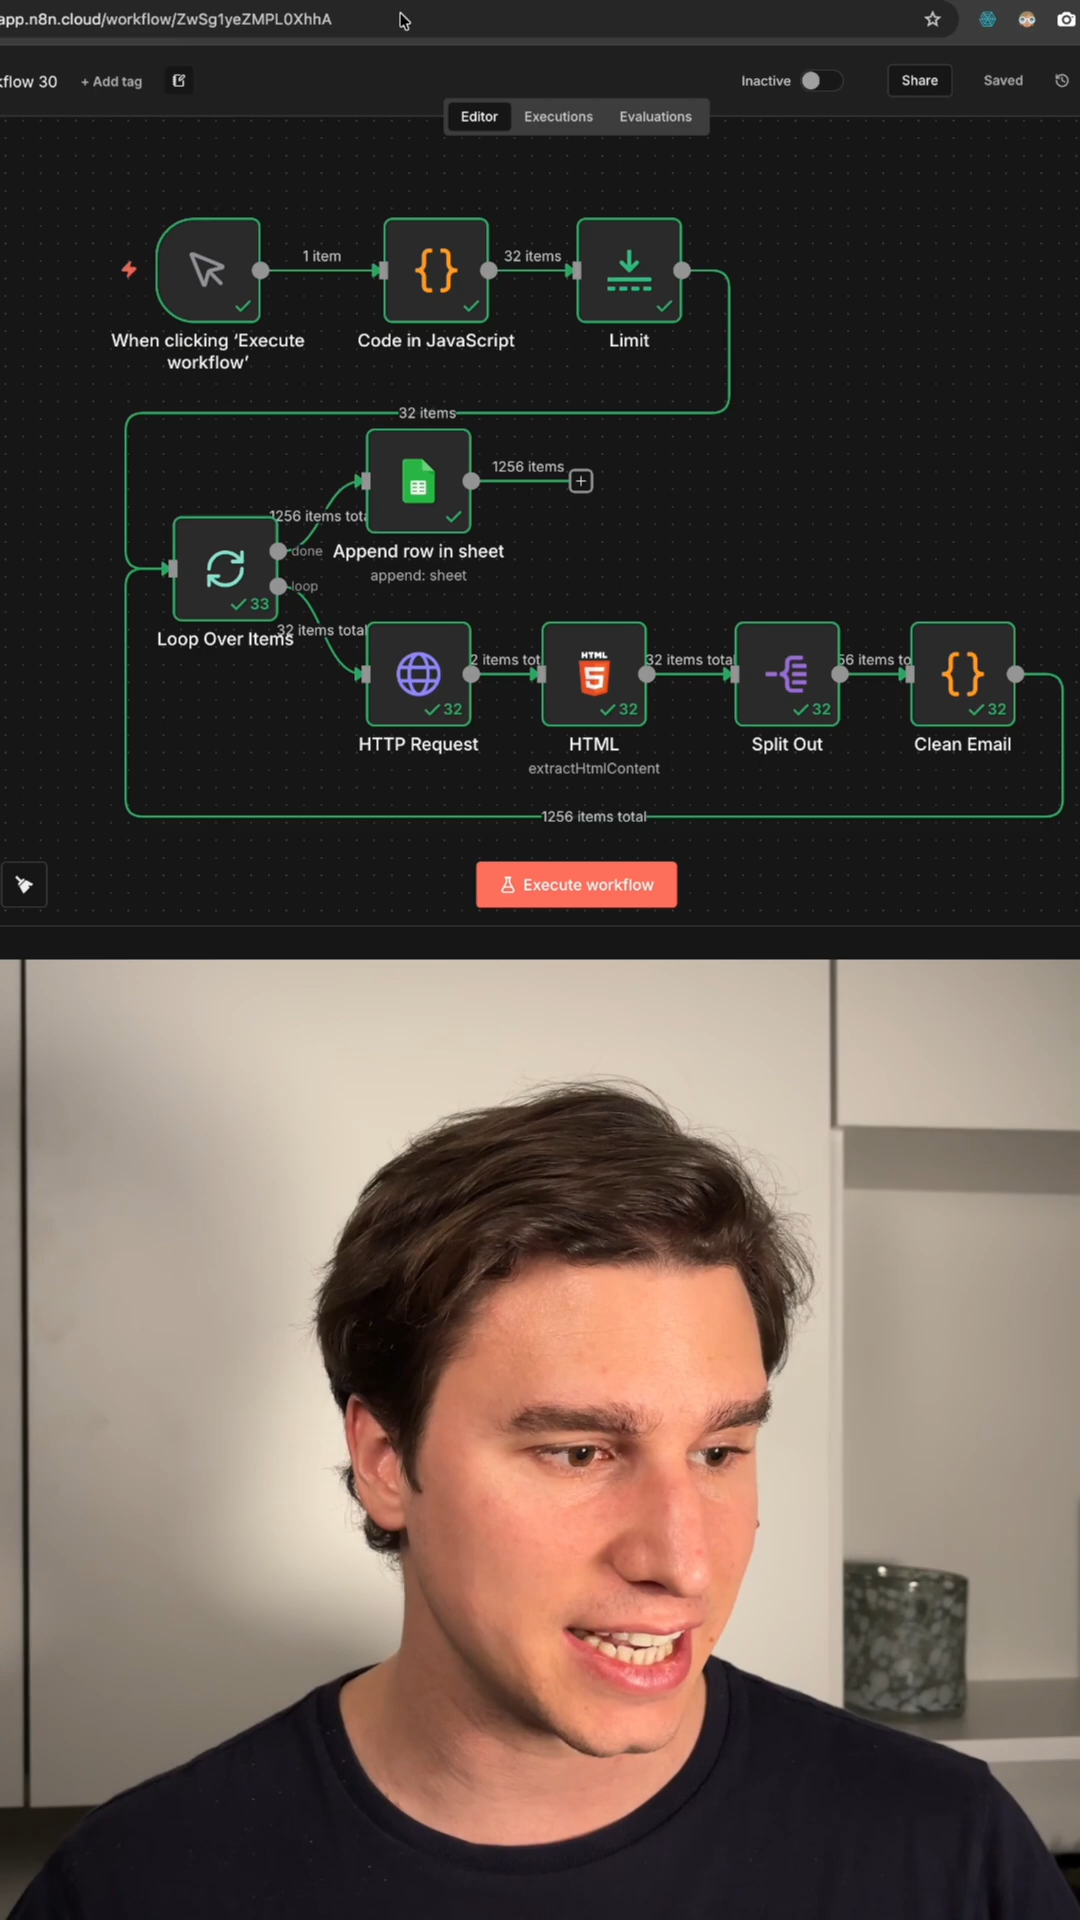 app.n8n.cloud/workflow/ZwSg1yeZMPL0XhhA
kflow 30
+ Add tag
Inactive
Share
Saved
Editor
Executions
Evaluations
1 item
32 items
When clicking ‘Execute
workflow’
Code in JavaScript
Limit
32 items
1256 items
1256 items tota
done
Append row in sheet
append: sheet
loop
33
Loop Over Items
32 items total
2 items tot
32 items total
56 items to
HTML
5
32
32
32
32
HTTP Request
HTML
extractHtmlContent
Split Out
Clean Email
1256 items total
Execute workflow